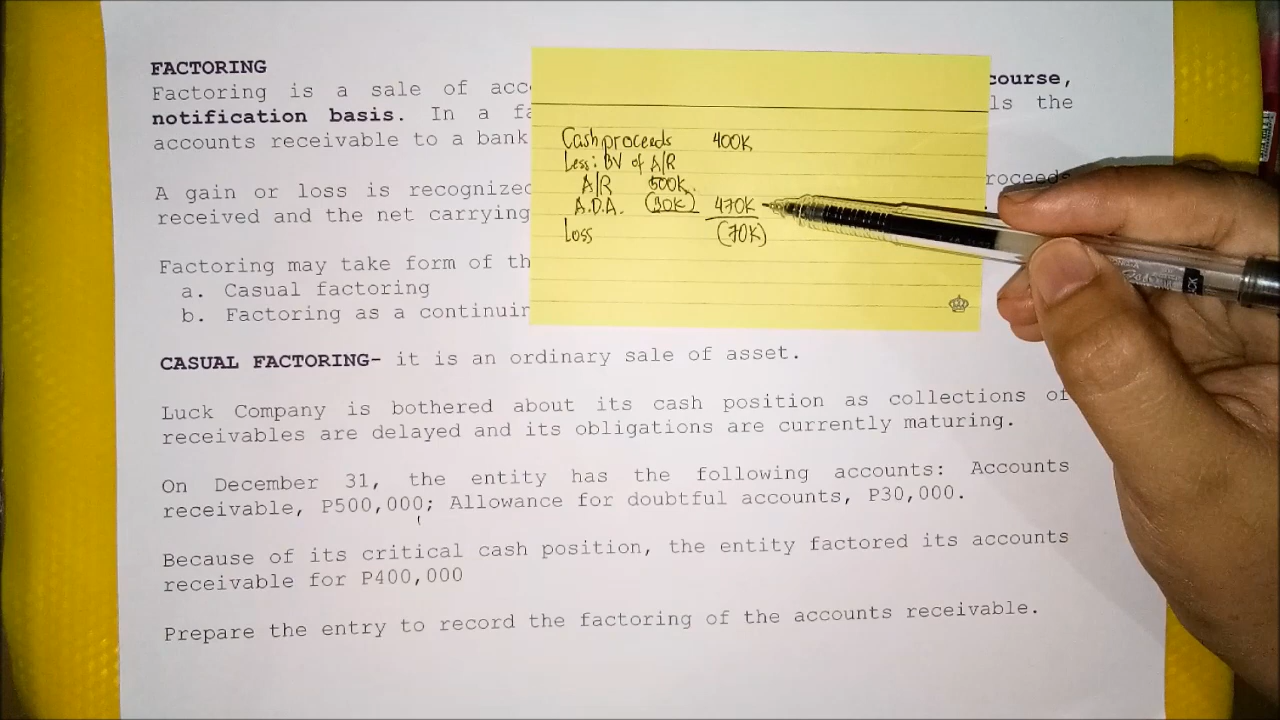 FACTORING
Factoring is a sale of course,
notification basis. In a ls the
accounts receivable to a bank
A gain or loss is recognized proceeds
received and the net carrying
Factoring may take form of
a. Casual factoring
b. Factoring as a
Cash proceeds 400K
Less: BV of A/R
A/R 500K
A.D.A. (30K) 470K
Loss (70K)
CASUAL FACTORING- it is an ordinary sale of asset.
Luck Company is bothered about its cash position as collections of
receivables are delayed and its obligations are currently maturing.
On December 31, the entity has the following accounts: Accounts
receivable, P500,000; Allowance for doubtful accounts, P30,000.
Because of its critical cash position, the entity factored its accounts
receivable for P400,000
Prepare the entry to record the factoring of the accounts receivable.